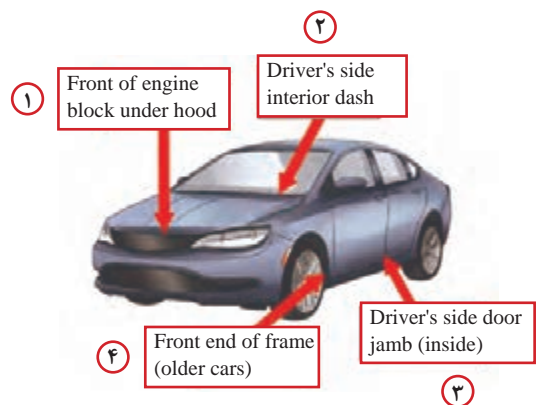 ۱
Front of engine
block under hood
۲
Driver's side
interior dash
۳
Driver's side door
jamb (inside)
۴
Front end of frame
(older cars)